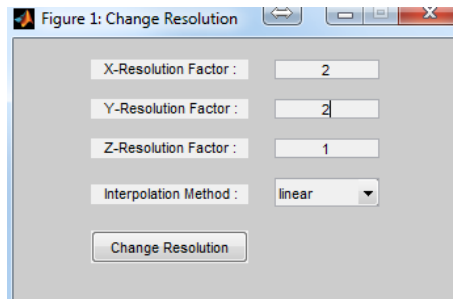 Figure 1: Change Resolution
X-Resolution Factor : 2
Y-Resolution Factor : 2
Z-Resolution Factor : 1
Interpolation Method : linear
Change Resolution